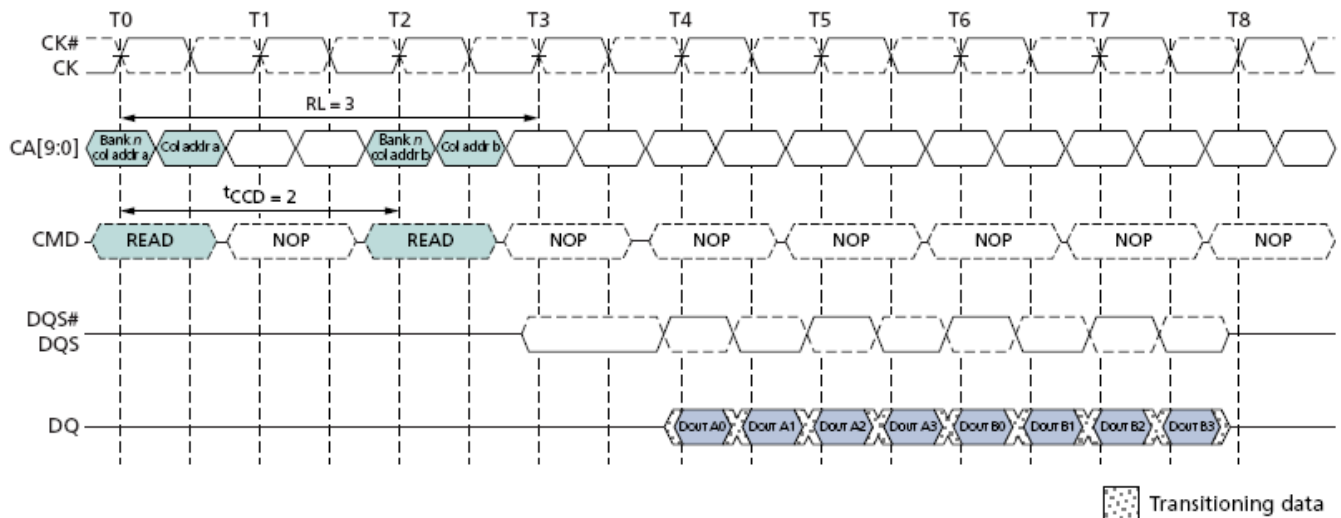 T0 T1 T2 T3 T4 T5 T6 T7 T8
CK#
CK
RL = 3
CA[9:0]
Bank n
col addr a
Col addr a
Bank n
col addr b
Col addr b
tCCD = 2
CMD
READ NOP READ NOP NOP NOP NOP NOP NOP
DQS#
DQS
DQ
DOUT A0 DOUT A1 DOUT A2 DOUT A3 DOUT B0 DOUT B1 DOUT B2 DOUT B3
Transitioning data